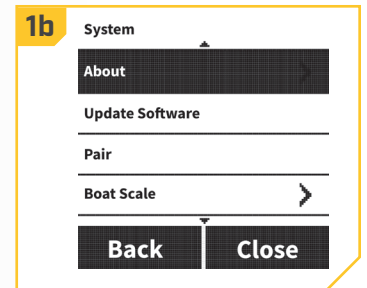 1b
System
About
Update Software
Pair
Boat Scale
Back Close